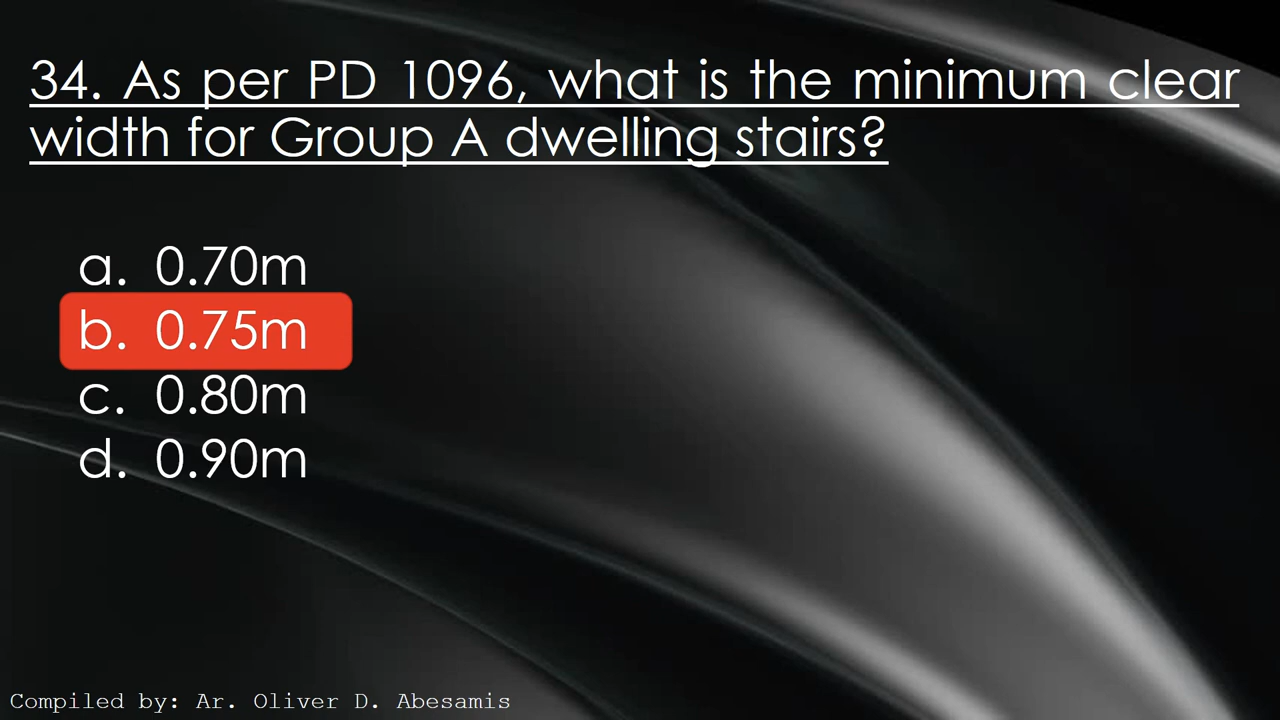 34. As per PD 1096, what is the minimum clear
width for Group A dwelling stairs?
a. 0.70m
b. 0.75m
c. 0.80m
d. 0.90m
Compiled by: Ar. Oliver D. Abesamis